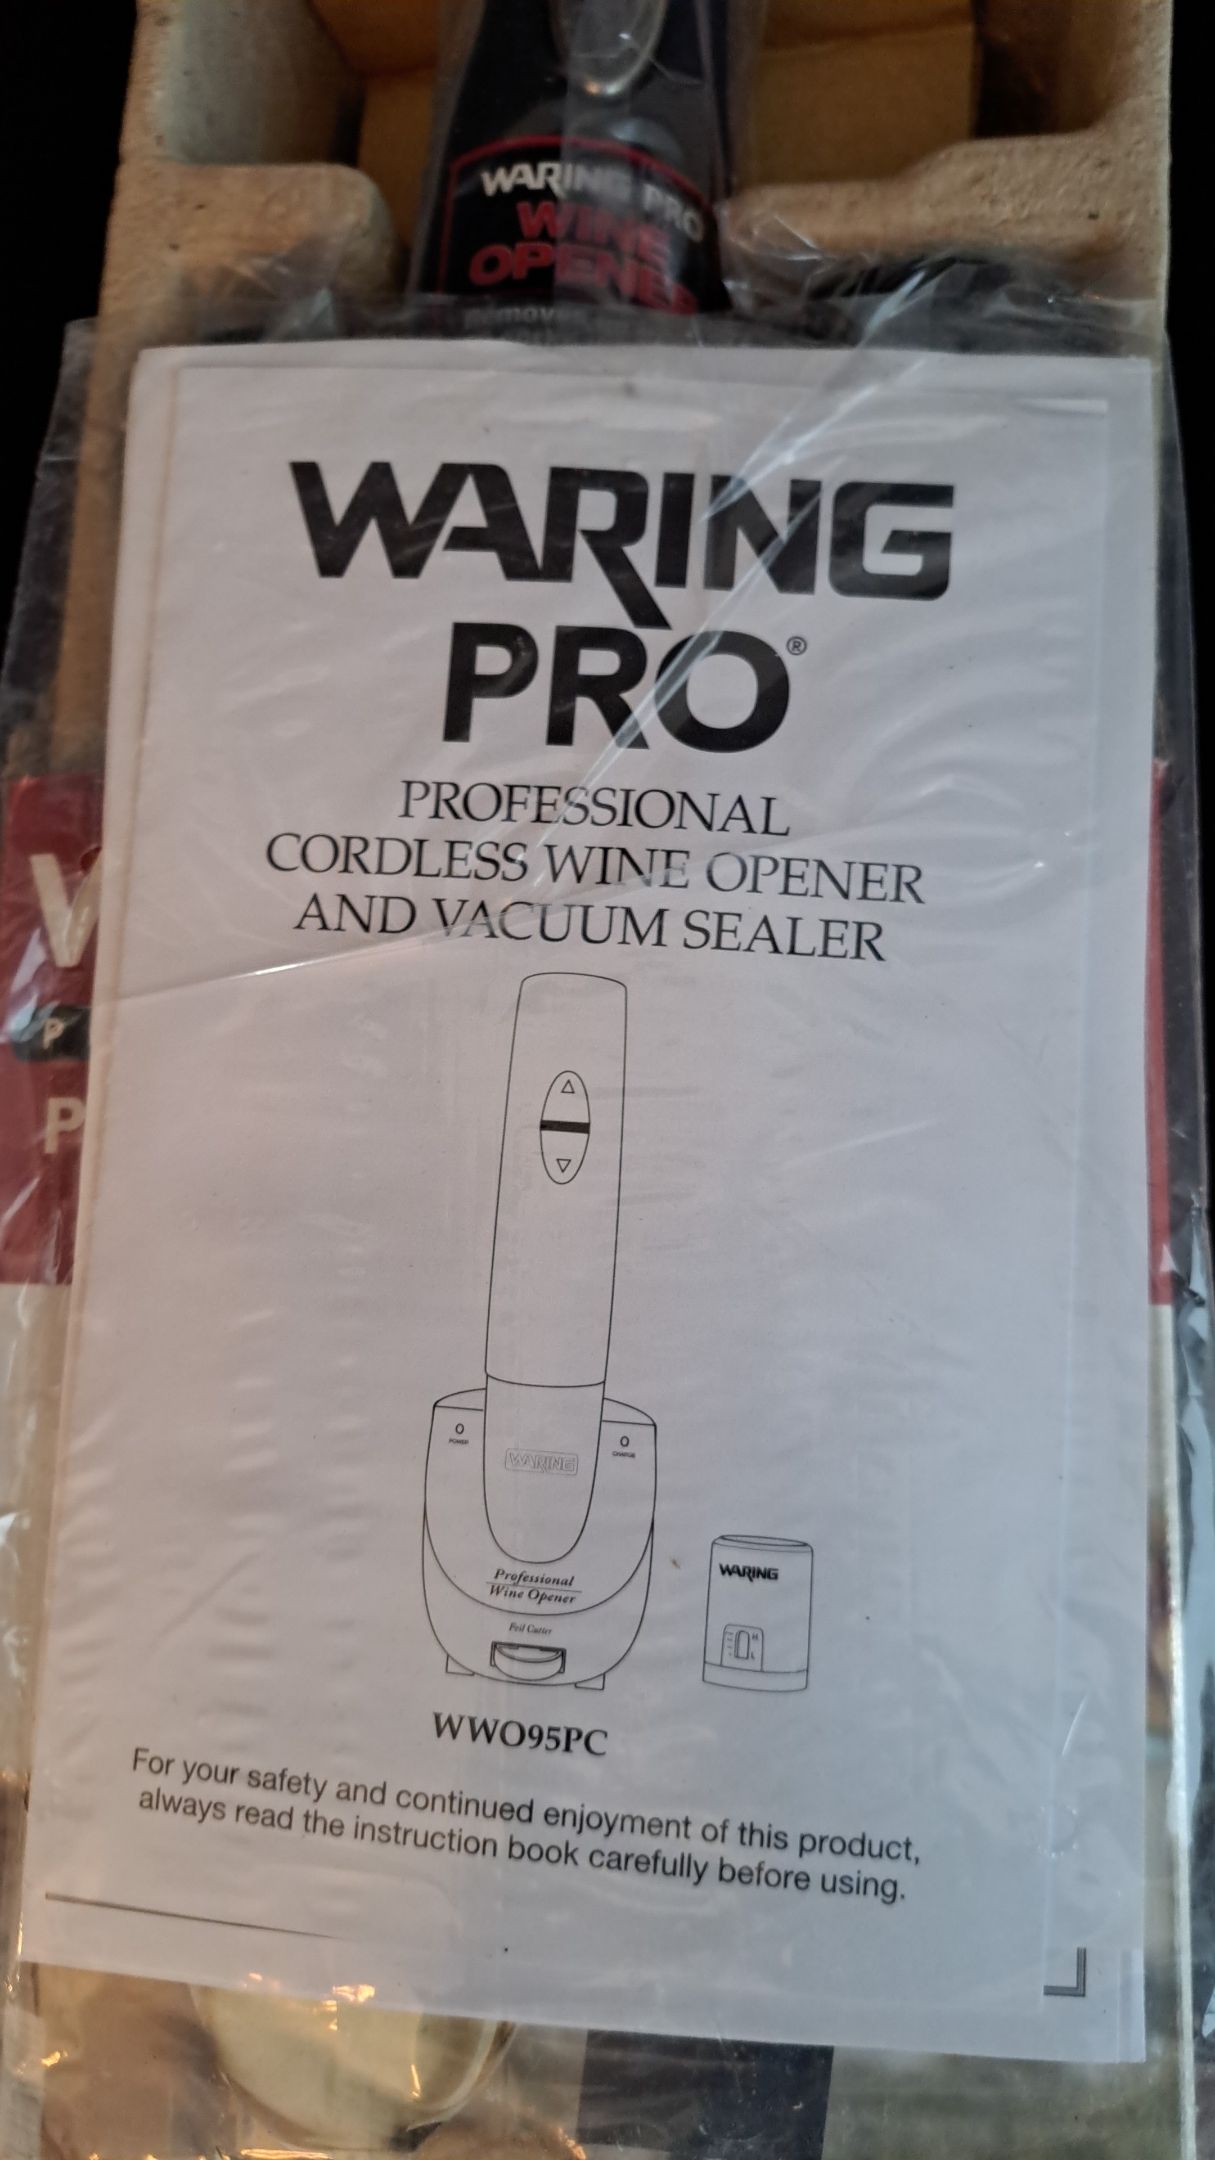 WARING PRO
WINE
OPENER
WARING
PRO®
PROFESSIONAL
CORDLESS WINE OPENER
AND VACUUM SEALER
P
P
POWER
CHARGE
WARING
Professional
Wine Opener
Foil Cutter
WARING
WWO95PC
For your safety and continued enjoyment of this product,
always read the instruction book carefully before using.